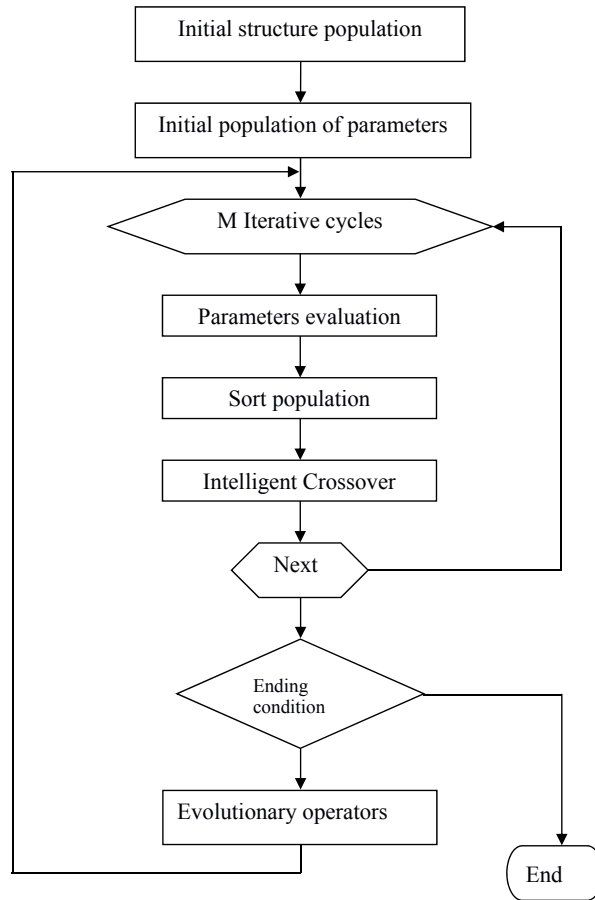 Initial structure population
Initial population of parameters
M Iterative cycles
Parameters evaluation
Sort population
Intelligent Crossover
Next
Ending
condition
Evolutionary operators
End